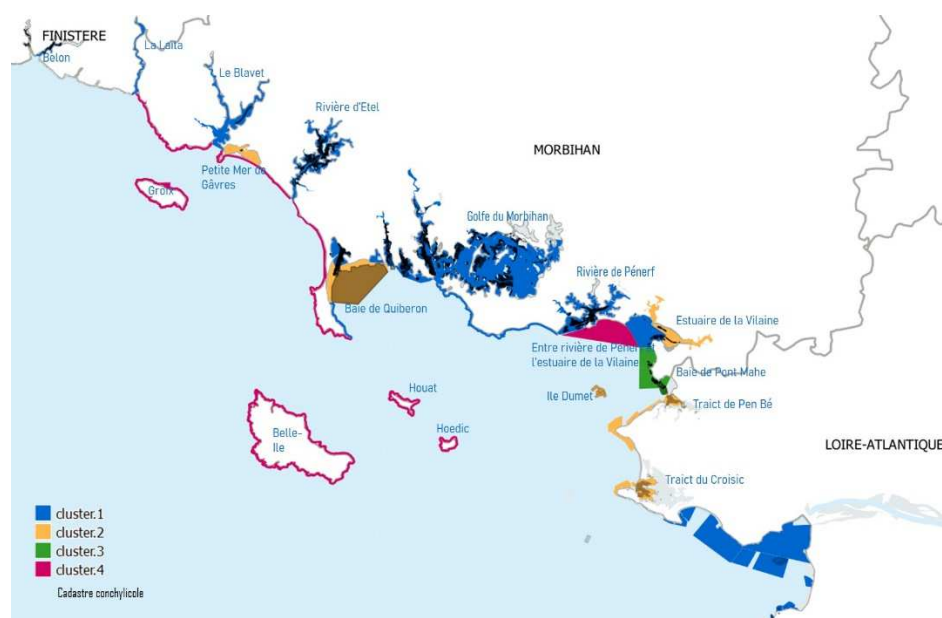 FINISTERE
Belon
La Laïta
Le Blavet
Rivière d'Etel
MORBIHAN
Petite Mer de
Gâvres
Groix
Golfe du Morbihan
Rivière de Pénerf
Estuaire de la Vilaine
Baie de Quiberon
Entre rivière de Pénerf et
l'estuaire de la Vilaine
Baie de Pont Mahe
Ile Dumet
Traict de Pen Bé
Houat
Hoedic
Belle-
Ile
LOIRE-ATLANTIQUE
Traict du Croisic
cluster.1
cluster.2
cluster.3
cluster.4
Cadastre conchylicole